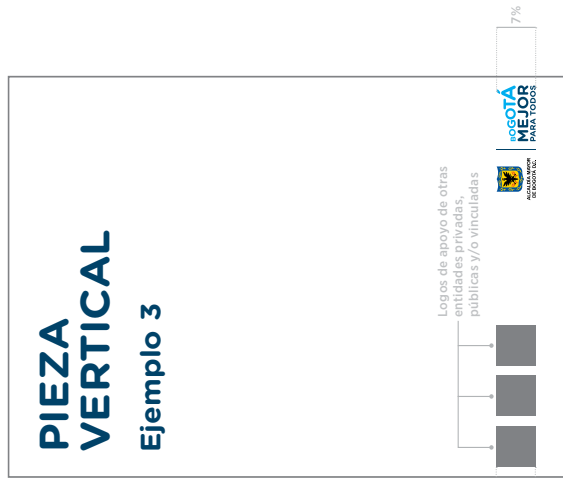 PIEZA
VERTICAL
Ejemplo 3
Logos de apoyo de otras
entidades privadas,
públicas y/o vinculadas
ALCALDÍA MAYOR
DE BOGOTÁ D.C.
BOGOTÁ
MEJOR
PARA TODOS
7%